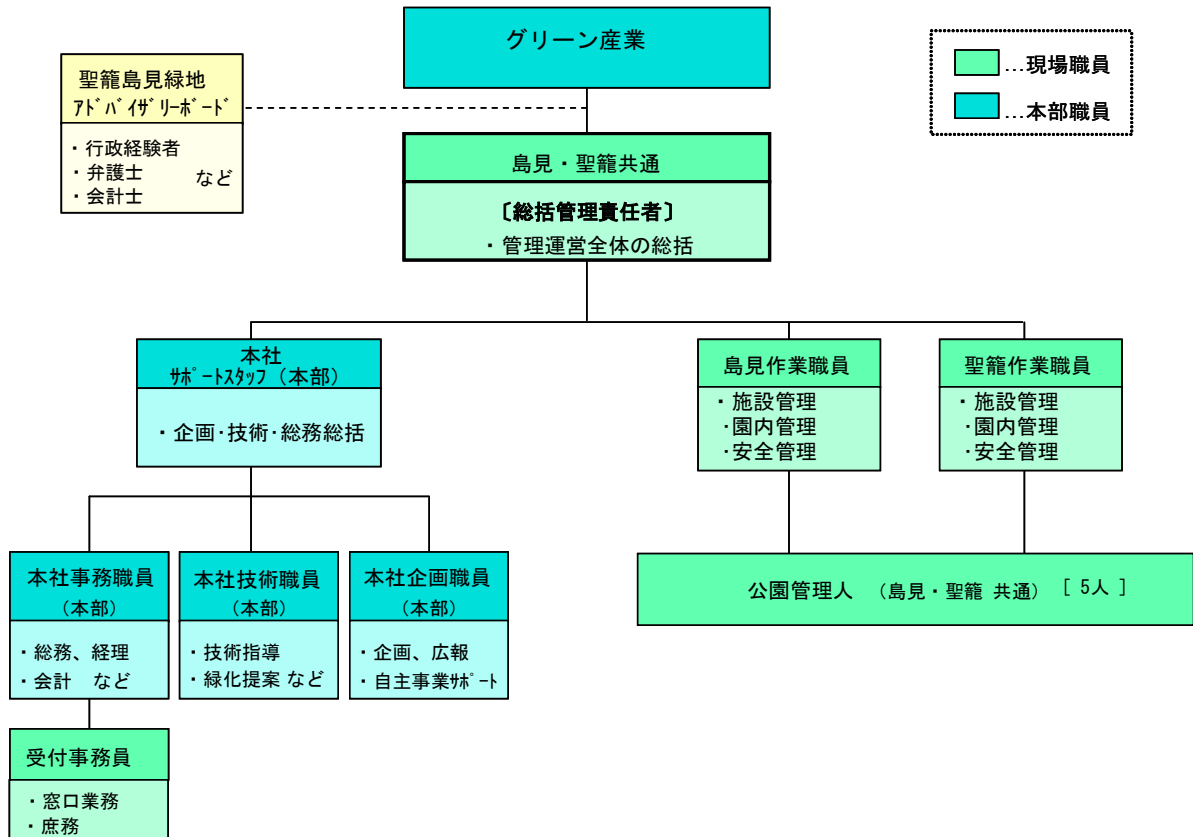 グリーン産業
聖籠島見緑地
ｱﾄﾞﾊﾞｲｻﾞﾘｰﾎﾞｰﾄﾞ
・行政経験者
・弁護士
・会計士
など
…現場職員
…本部職員
島見・聖籠共通
〔総括管理責任者〕
・管理運営全体の総括
本社
ｻﾎﾟｰﾄｽﾀｯﾌ（本部）
・企画･技術･総務総括
島見作業職員
・施設管理
･園内管理
･安全管理
聖籠作業職員
・施設管理
･園内管理
･安全管理
本社事務職員
（本部）
・総務、経理
・会計 など
本社技術職員
（本部）
・技術指導
・緑化提案 など
本社企画職員
（本部）
・企画、広報
・自主事業ｻﾎﾟｰﾄ
公園管理人 （島見・聖籠 共通） ［ 5人 ］
受付事務員
・窓口業務
・庶務